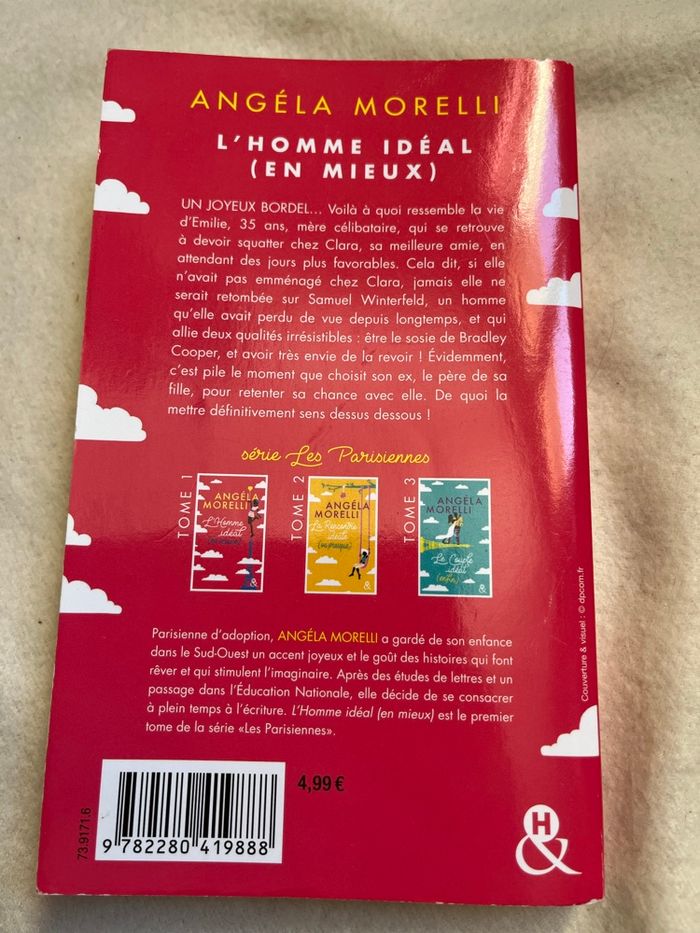 ANGÉLA MORELLI
L'HOMME IDÉAL
(EN MIEUX)
UN JOYEUX BORDEL... Voilà à quoi ressemble la vie
d'Emilie, 35 ans, mère célibataire, qui se retrouve
à devoir squatter chez Clara, sa meilleure amie, en
attendant des jours plus favorables. Cela dit, si elle
n'avait pas emménagé chez Clara, jamais elle ne
serait retombée sur Samuel Winterfeld, un homme
qu'elle avait perdu de vue depuis longtemps, et qui
allie deux qualités irrésistibles : être le sosie de Bradley
Cooper, et avoir très envie de la revoir ! Évidemment,
c'est pile le moment que choisit son ex, le père de sa
fille, pour retenter sa chance avec elle. De quoi la
mettre définitivement sens dessus dessous !
série Les Parisiennes
TOME 1
ANGÉLA
MORELLI
L'Homme
idéal
(en mieux)
&
TOME 2
ANGÉLA
MORELLI
La Rencontre
idéale
(ou presque)
&
TOME 3
ANGÉLA
MORELLI
Le Couple
idéal
(enfin)
&
Parisienne d'adoption, ANGÉLA MORELLI a gardé de son enfance
dans le Sud-Ouest un accent joyeux et le goût des histoires qui font
rêver et qui stimulent l'imaginaire. Après des études de lettres et un
passage dans l'Éducation Nationale, elle décide de se consacrer
à plein temps à l'écriture. L'Homme idéal (en mieux) est le premier
tome de la série «Les Parisiennes».
Couverture & visuel : © dpcom.fr
73.9171.6
9 782280 419888
4,99 €
H
&